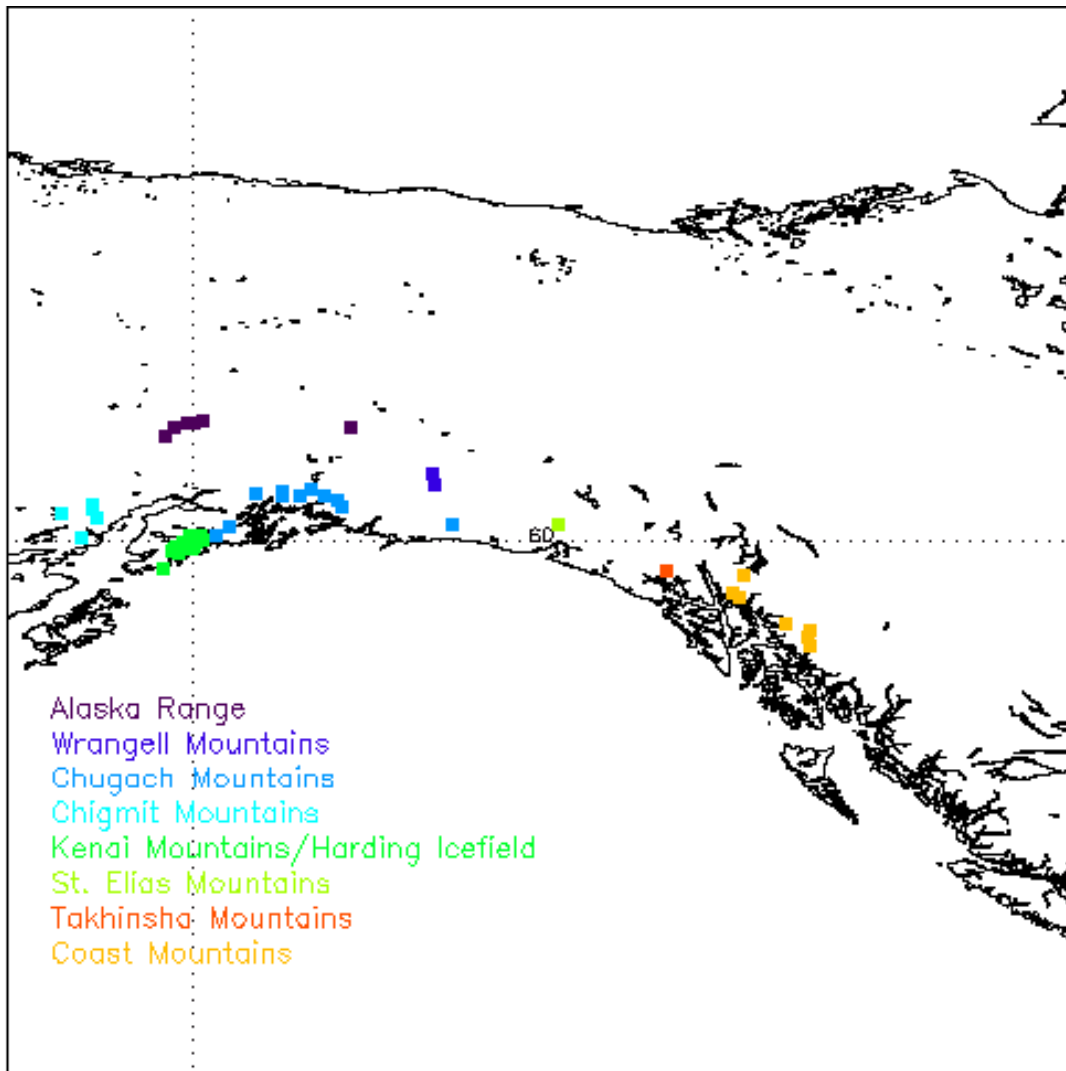 60
Alaska Range
Wrangell Mountains
Chugach Mountains
Chigmit Mountains
Kenai Mountains/Harding Icefield
St. Elias Mountains
Takhinsha Mountains
Coast Mountains